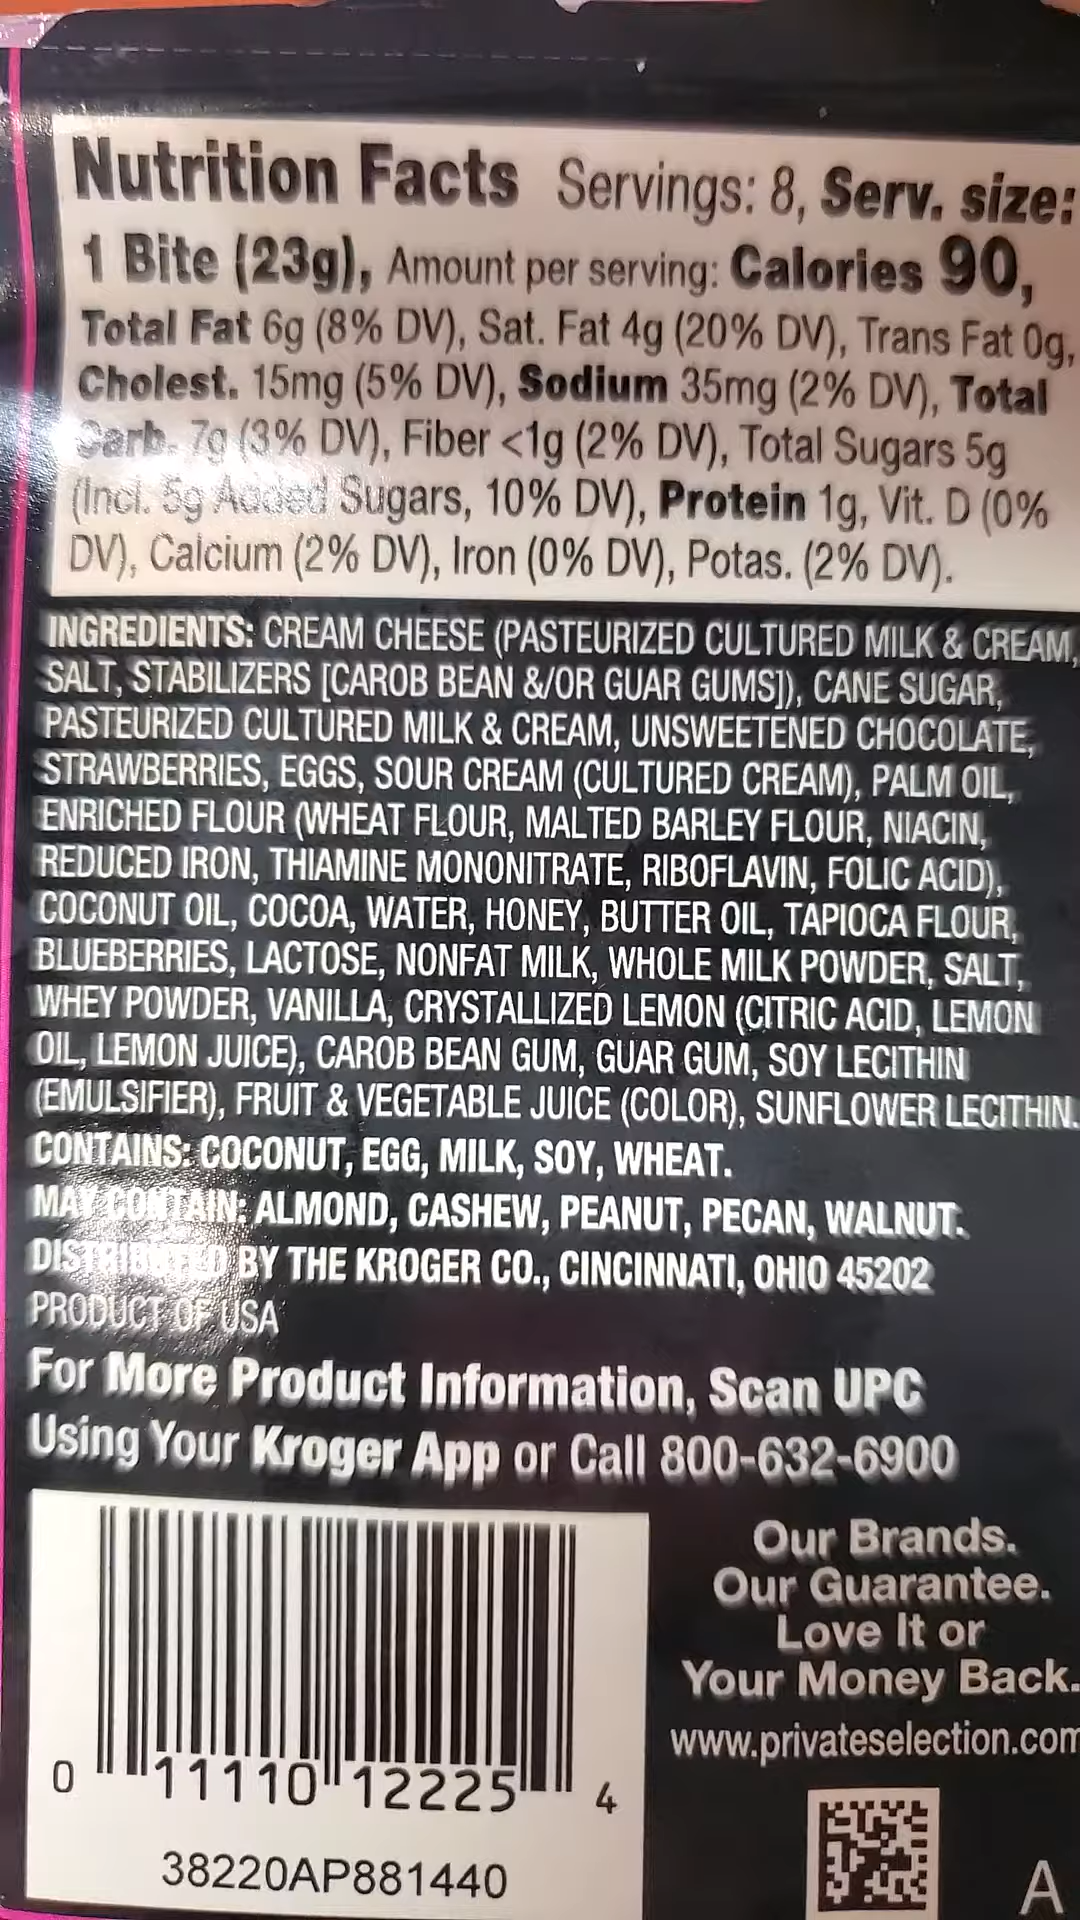 Nutrition Facts Servings: 8, Serv. size:
1 Bite (23g), Amount per serving: Calories 90,
Total Fat 6g (8% DV), Sat. Fat 4g (20% DV), Trans Fat 0g,
Cholest. 15mg (5% DV), Sodium 35mg (2% DV), Total
Carb. 7g (3% DV), Fiber <1g (2% DV), Total Sugars 5g
(Incl. 5g Added Sugars, 10% DV), Protein 1g, Vit. D (0%
DV), Calcium (2% DV), Iron (0% DV), Potas. (2% DV).
INGREDIENTS: CREAM CHEESE (PASTEURIZED CULTURED MILK & CREAM,
SALT, STABILIZERS [CAROB BEAN &/OR GUAR GUMS]), CANE SUGAR,
PASTEURIZED CULTURED MILK & CREAM, UNSWEETENED CHOCOLATE,
STRAWBERRIES, EGGS, SOUR CREAM (CULTURED CREAM), PALM OIL,
ENRICHED FLOUR (WHEAT FLOUR, MALTED BARLEY FLOUR, NIACIN,
REDUCED IRON, THIAMINE MONONITRATE, RIBOFLAVIN, FOLIC ACID),
COCONUT OIL, COCOA, WATER, HONEY, BUTTER OIL, TAPIOCA FLOUR,
BLUEBERRIES, LACTOSE, NONFAT MILK, WHOLE MILK POWDER, SALT,
WHEY POWDER, VANILLA, CRYSTALLIZED LEMON (CITRIC ACID, LEMON
OIL, LEMON JUICE), CAROB BEAN GUM, GUAR GUM, SOY LECITHIN
(EMULSIFIER), FRUIT & VEGETABLE JUICE (COLOR), SUNFLOWER LECITHIN.
CONTAINS: COCONUT, EGG, MILK, SOY, WHEAT.
MAY CONTAIN: ALMOND, CASHEW, PEANUT, PECAN, WALNUT.
DISTRIBUTED BY THE KROGER CO., CINCINNATI, OHIO 45202
PRODUCT OF USA
For More Product Information, Scan UPC
Using Your Kroger App or Call 800-632-6900
Our Brands.
Our Guarantee.
Love It or
Your Money Back.
www.privateselection.com
0 11110 12225 4
38220AP881440
A